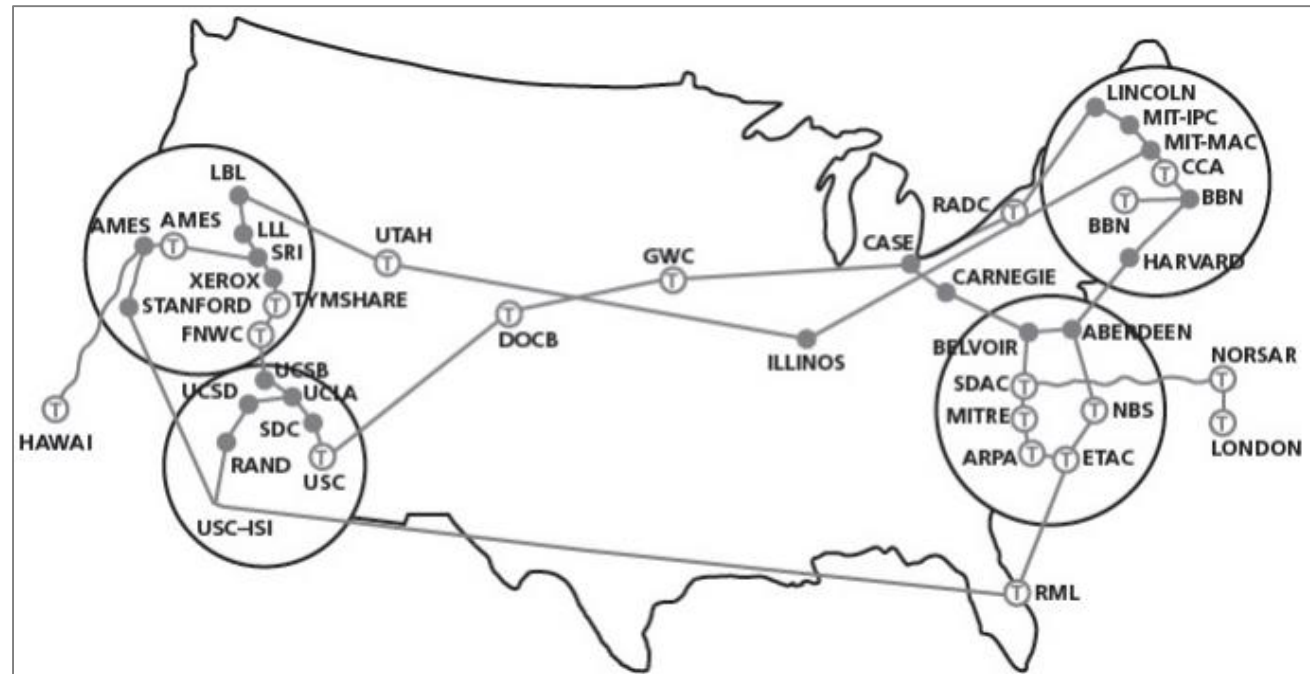 LINCOLN
MIT-IPC
MIT-MAC
CCA
T
BBN
T
BBN
HARVARD
RADC
T
LBL
AMES
AMES
T
LLL
SRI
XEROX
STANFORD
TYMSHARE
T
FNWC
T
UTAH
T
GWC
T
CASE
CARNEGIE
DOCB
T
ILLINOS
BELVOIR
ABERDEEN
NORSAR
T
SDAC
T
MITRE
T
NBS
T
ARPA
T
ETAC
T
LONDON
T
HAWAI
T
UCSB
UCSD
UCLA
SDC
RAND
USC
T
USC–ISI
RML
T